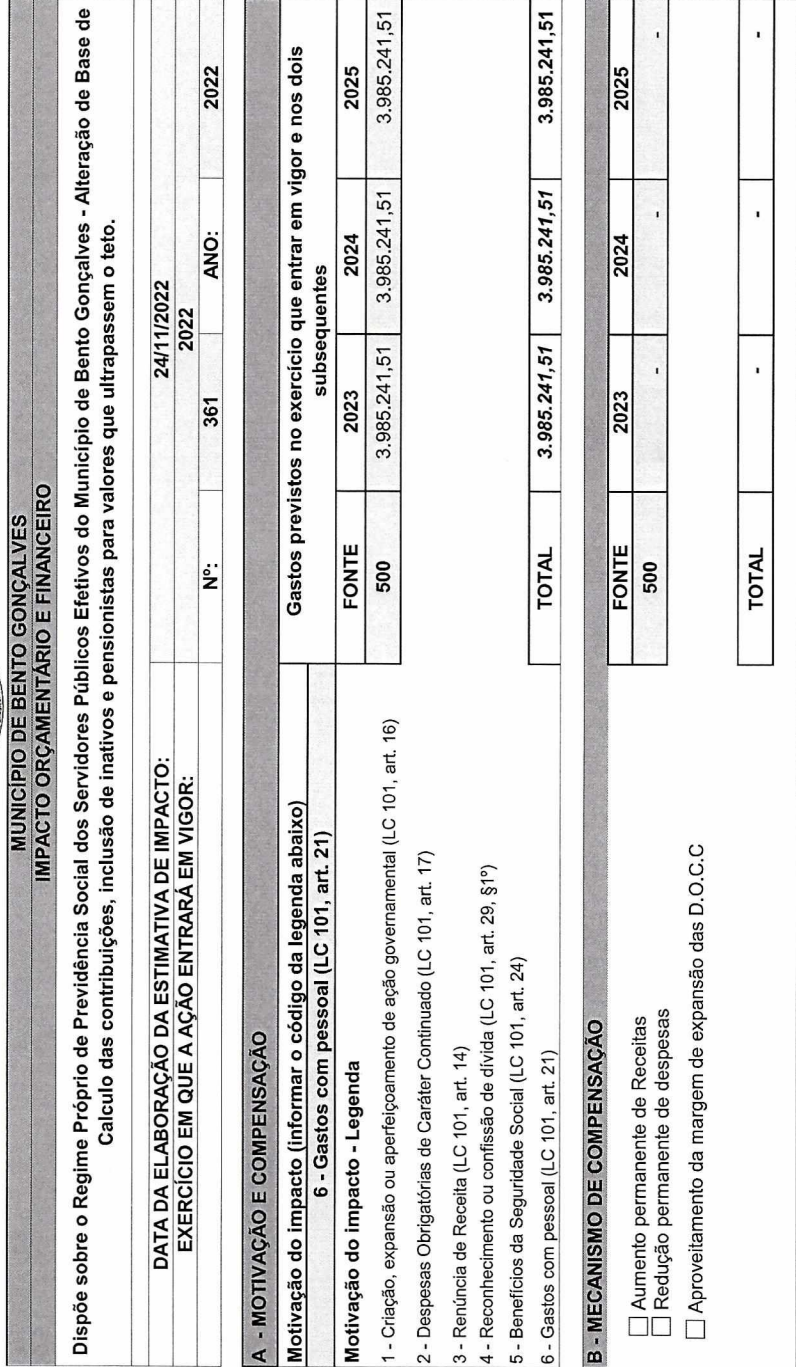 MUNICÍPIO DE BENTO GONÇALVES
IMPACTO ORÇAMENTÁRIO E FINANCEIRO
Dispõe sobre o Regime Próprio de Previdência Social dos Servidores Públicos Efetivos do Município de Bento Gonçalves - Alteração de Base de
Calculo das contribuições, inclusão de inativos e pensionistas para valores que ultrapassem o teto.
DATA DA ELABORAÇÃO DA ESTIMATIVA DE IMPACTO: 24/11/2022
EXERCÍCIO EM QUE A AÇÃO ENTRARÁ EM VIGOR: 2022
Nº: 361 ANO: 2022
A - MOTIVAÇÃO E COMPENSAÇÃO
Motivação do impacto (informar o código da legenda abaixo)
6 - Gastos com pessoal (LC 101, art. 21)
Gastos previstos no exercício que entrar em vigor e nos dois
subsequentes
Motivação do impacto - Legenda
FONTE 2023 2024 2025
500 3.985.241,51 3.985.241,51 3.985.241,51
1 - Criação, expansão ou aperfeiçoamento de ação governamental (LC 101, art. 16)
2 - Despesas Obrigatórias de Caráter Continuado (LC 101, art. 17)
3 - Renúncia de Receita (LC 101, art. 14)
4 - Reconhecimento ou confissão de dívida (LC 101, art. 29, §1º)
5 - Benefícios da Seguridade Social (LC 101, art. 24)
6 - Gastos com pessoal (LC 101, art. 21)
TOTAL 3.985.241,51 3.985.241,51 3.985.241,51
B - MECANISMO DE COMPENSAÇÃO
FONTE 2023 2024 2025
500 - - -
Aumento permanente de Receitas
Redução permanente de despesas
Aproveitamento da margem de expansão das D.O.C.C
TOTAL - - -